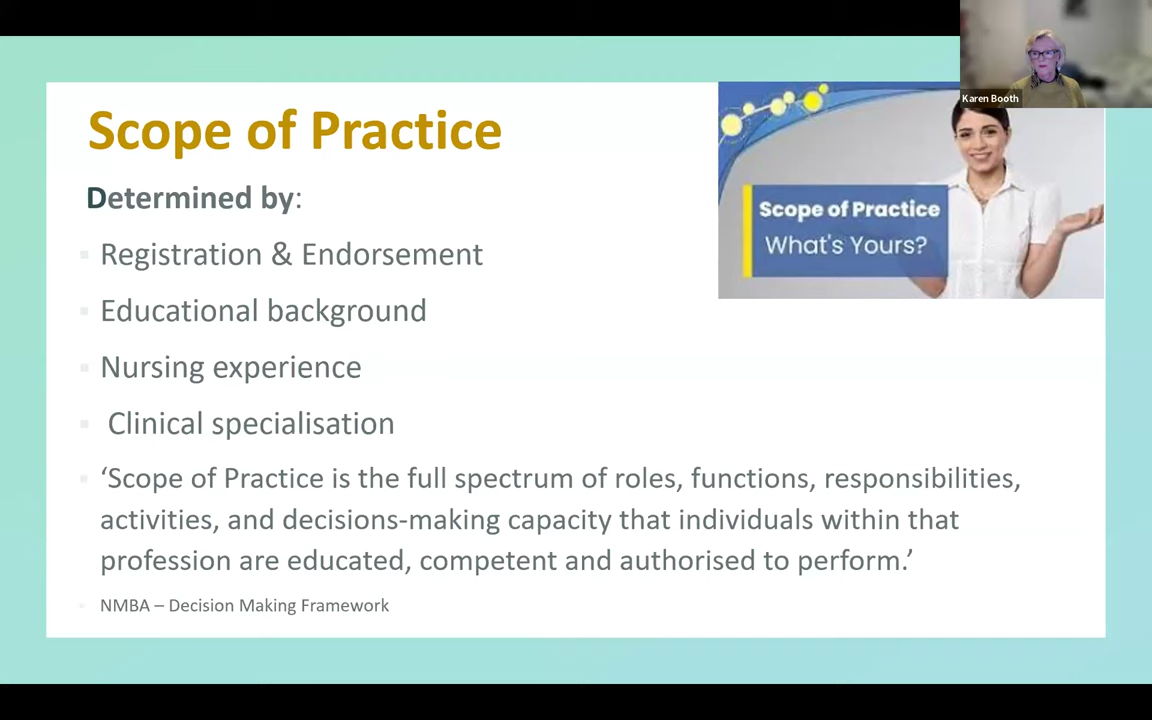 Karen Booth
Scope of Practice
Scope of Practice
What's Yours?
Determined by:
Registration & Endorsement
Educational background
Nursing experience
Clinical specialisation
‘Scope of Practice is the full spectrum of roles, functions, responsibilities,
activities, and decisions-making capacity that individuals within that
profession are educated, competent and authorised to perform.’
NMBA – Decision Making Framework